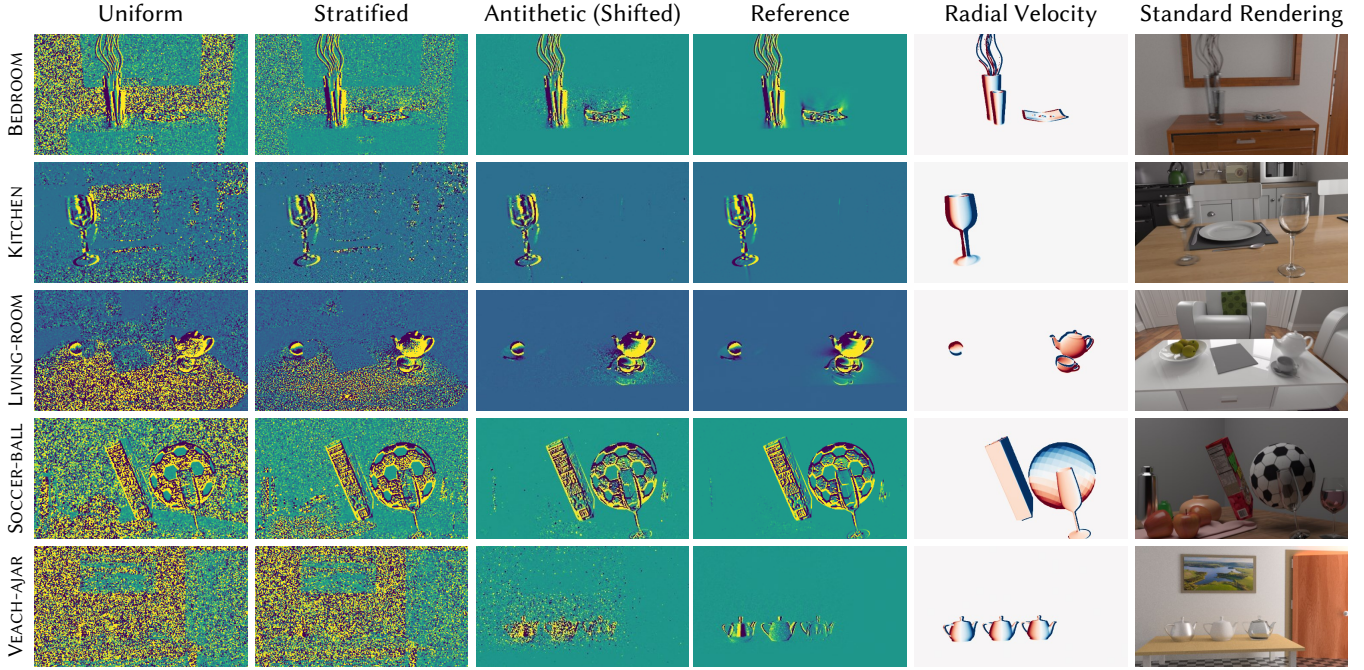 Uniform Stratified Antithetic (Shifted) Reference Radial Velocity Standard Rendering
BEDROOM
KITCHEN
LIVING-ROOM
SOCCER-BALL
VEACH-AJAR